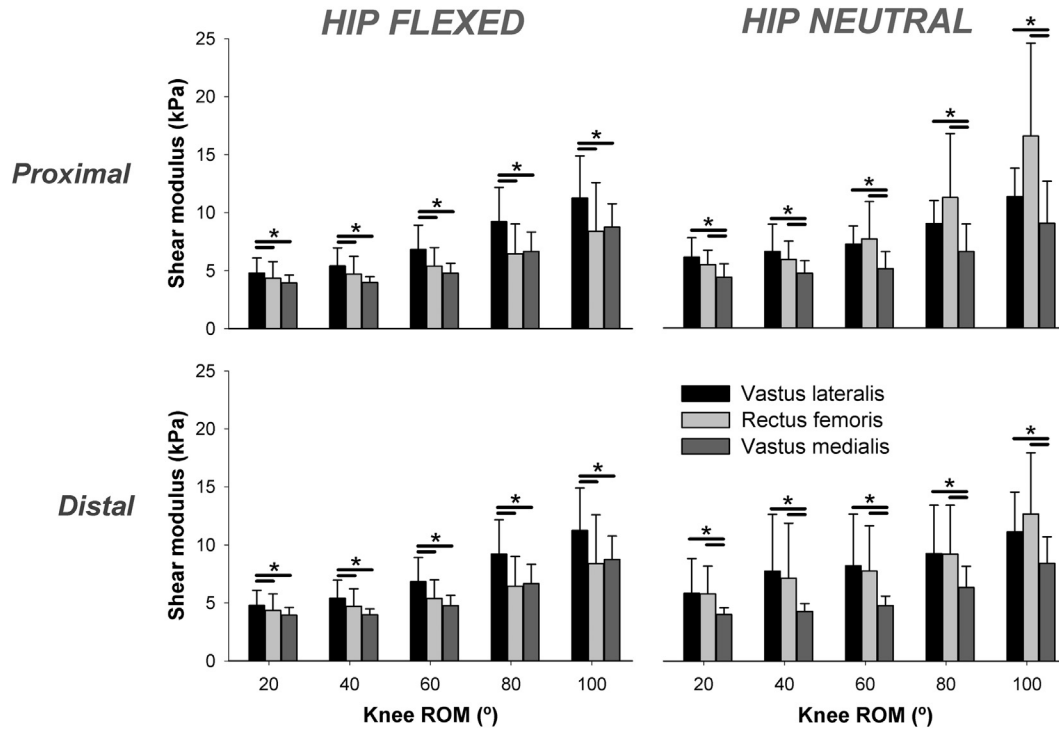 HIP FLEXED
HIP NEUTRAL
Proximal
Shear modulus (kPa)
25
20
15
10
5
0
* * * * *
* * * * *
Distal
Shear modulus (kPa)
25
20
15
10
5
0
* * * * *
* * * * *
Vastus lateralis
Rectus femoris
Vastus medialis
20 40 60 80 100
20 40 60 80 100
Knee ROM (º)
Knee ROM (º)